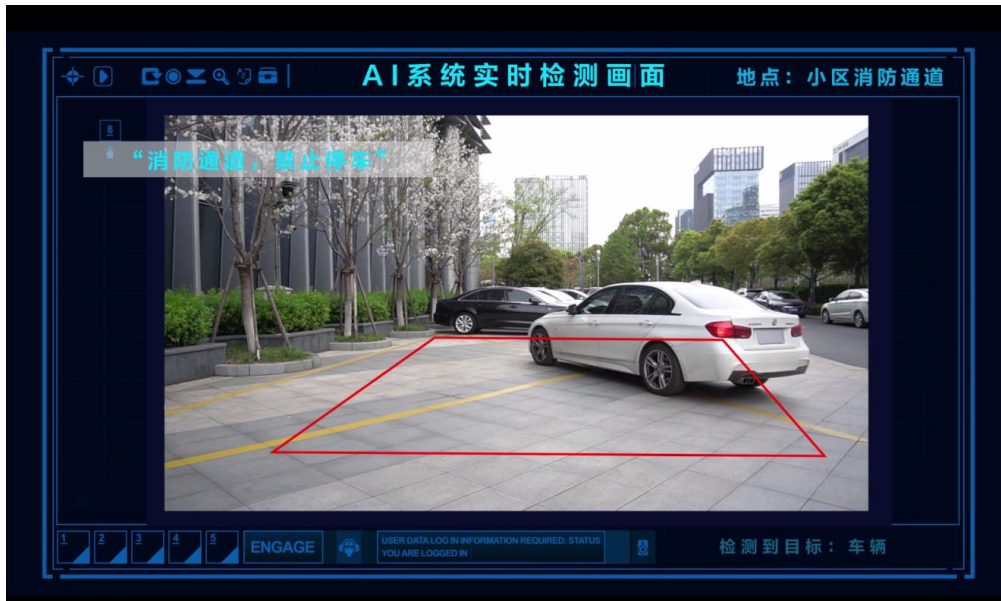 AI系统实时检测画面
地点：小区消防通道
8
“消防通道，禁止停车”
1 2 3 4 5
ENGAGE
USER DATA LOG IN INFORMATION REQUIRED: STATUS
YOU ARE LOGGED IN
检测到目标：车辆